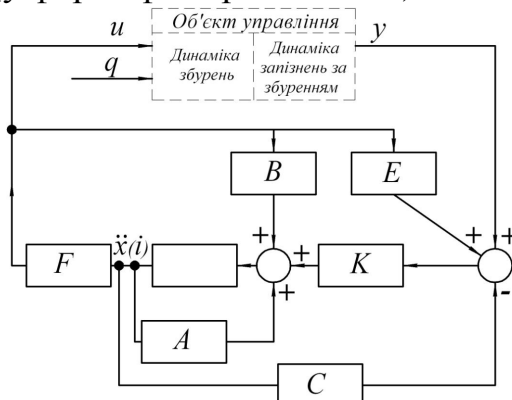 Об'єкт управління
u
y
q
Динаміка збурень
Динаміка запізнень за збуренням
B
E
+
+
+
+
+
-
F
ẍ(i)
K
A
C